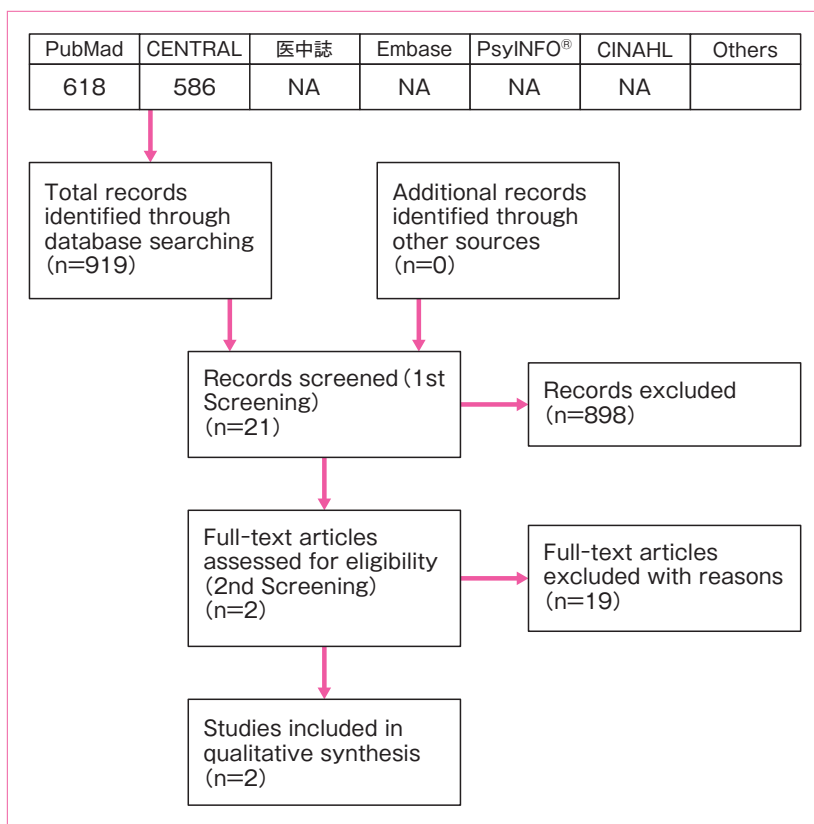 PubMad CENTRAL 医中誌 Embase PsyINFO® CINAHL Others
618 586 NA NA NA NA
Total records
identified through
database searching
(n=919)
Additional records
identified through
other sources
(n=0)
Records screened (1st
Screening)
(n=21)
Records excluded
(n=898)
Full-text articles
assessed for eligibility
(2nd Screening)
(n=2)
Full-text articles
excluded with reasons
(n=19)
Studies included in
qualitative synthesis
(n=2)